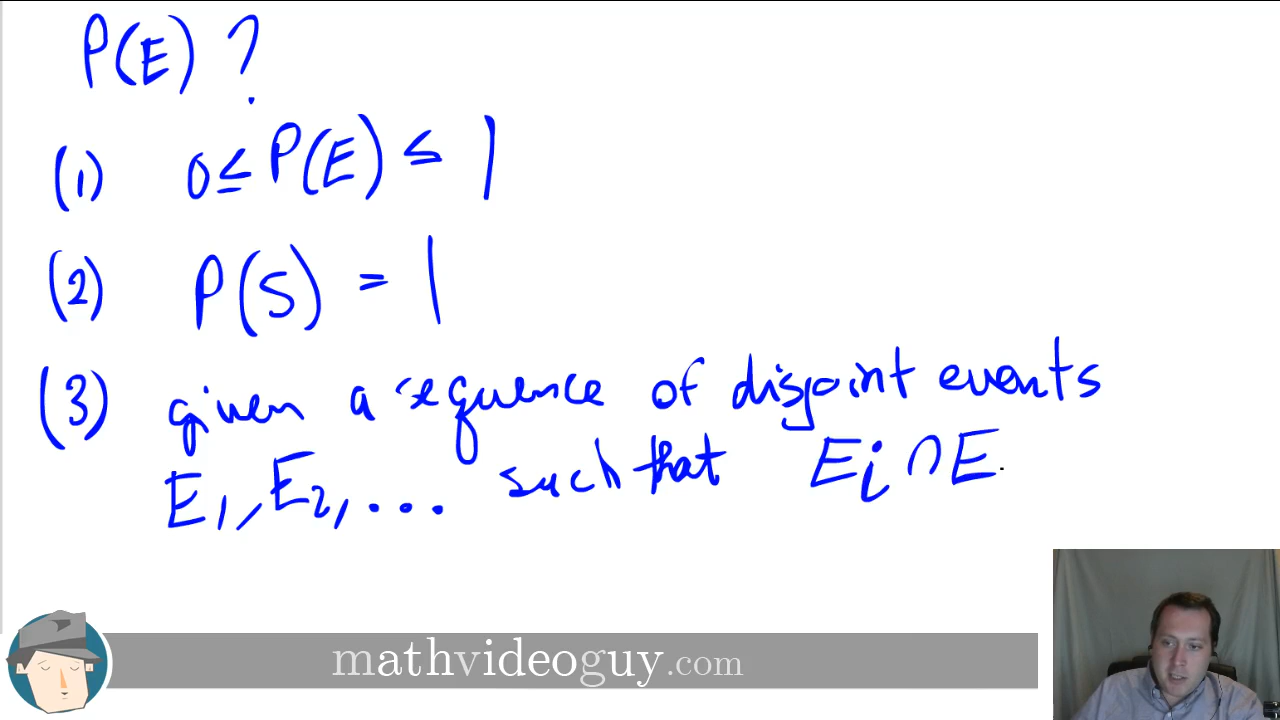 P(E) ?
(1) 0 ≤ P(E) ≤ 1
(2) P(S) = 1
(3) given a sequence of disjoint events
E₁, E₂, ... such that Eᵢ ∩ E
mathvideoguy.com